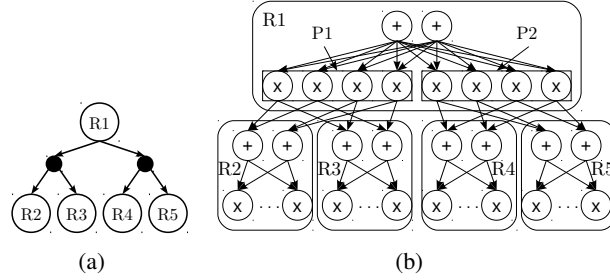 R1
R2 R3 R4 R5
(a)
R1 P1 + + P2
x x x x x x x x
R2 + + R3 + + + + R4 + + R5
x ... x x ... x x ... x x ... x
(b)